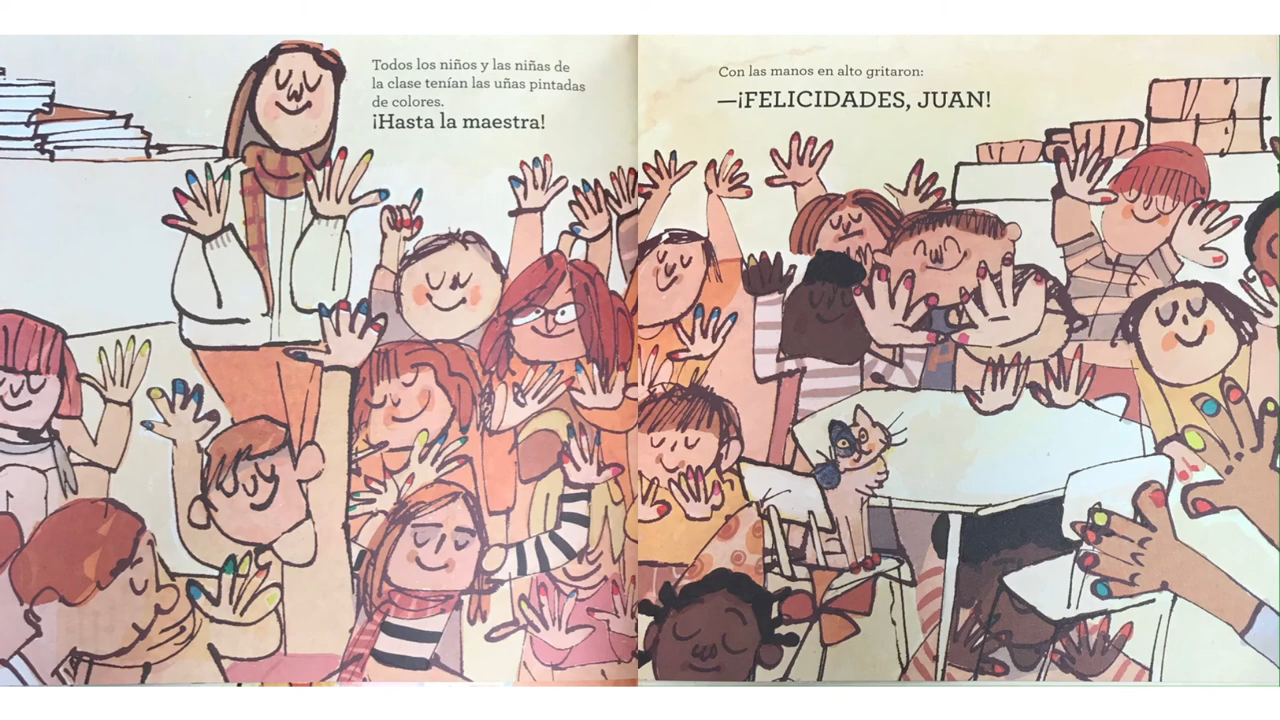 Todos los niños y las niñas de
la clase tenían las uñas pintadas
de colores.
¡Hasta la maestra!
Con las manos en alto gritaron:
—¡FELICIDADES, JUAN!